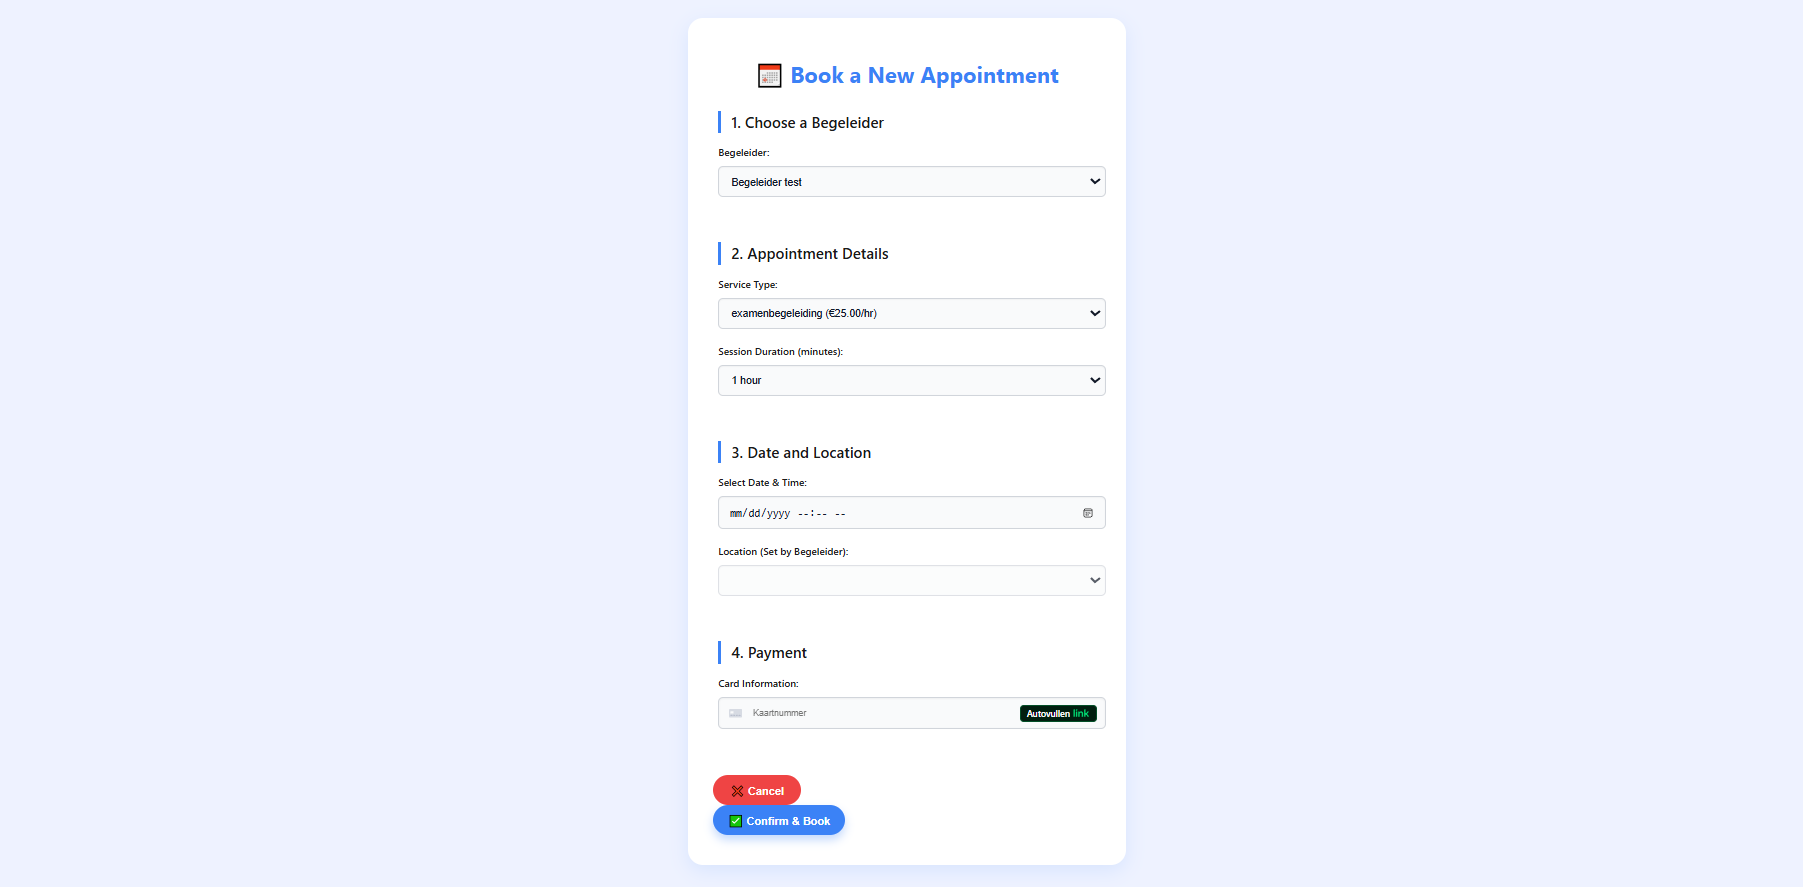 Book a New Appointment
1. Choose a Begeleider
Begeleider:
Begeleider test
2. Appointment Details
Service Type:
examenbegeleiding (€25.00/hr)
Session Duration (minutes):
1 hour
3. Date and Location
Select Date & Time:
mm/dd/yyyy --:-- --
Location (Set by Begeleider):
4. Payment
Card Information:
Kaartnummer Autovullen link
Cancel
Confirm & Book